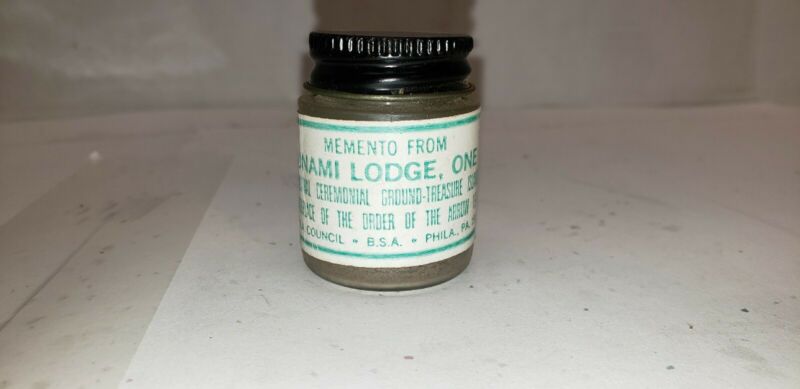 MEMENTO FROM
NAMI LODGE, ONE
CEREMONIAL GROUND-TREASURE
OF THE ORDER OF THE ARROW
COUNCIL • B.S.A. • PHILA., PA.